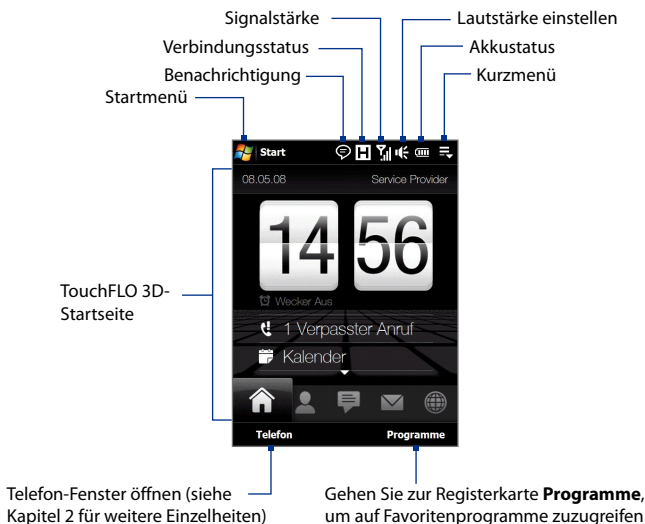 Signalstärke
Lautstärke einstellen
Verbindungsstatus
Akkustatus
Benachrichtigung
Kurzmenü
Startmenü
Start
H
08.05.08
Service Provider
14 56
Wecker Aus
TouchFLO 3D-
Startseite
1 Verpasster Anruf
Kalender
Telefon
Programme
Telefon-Fenster öffnen (siehe
Kapitel 2 für weitere Einzelheiten)
Gehen Sie zur Registerkarte Programme,
um auf Favoritenprogramme zuzugreifen